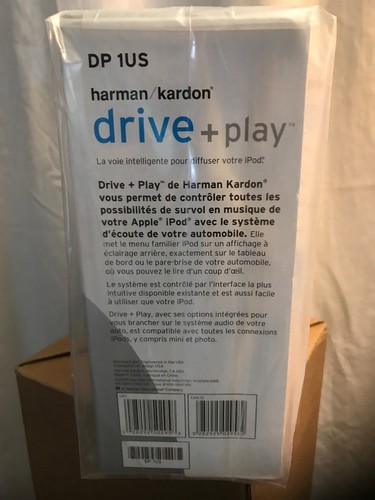 DP 1US
harman/kardon®
drive + play™
La voie intelligente pour diffuser votre iPod.®
Drive + Play™ de Harman Kardon®
vous permet de contrôler toutes les
possibilités de survol en musique de
votre Apple® iPod® avec le système
d'écoute de votre automobile. Elle
met le menu familier iPod sur un affichage à
éclairage arrière, exactement sur le tableau
de bord ou le pare-brise de votre automobile,
où vous pouvez le lire d'un coup d'œil.
Le système est contrôlé par l'interface la plus
intuitive disponible existante et est aussi facile
à utiliser que votre iPod.
Drive + Play, avec ses options intégrées pour
vous brancher sur le système audio de votre
auto, est compatible avec toutes les connexions
iPods, y compris mini et photo.
DP 1US